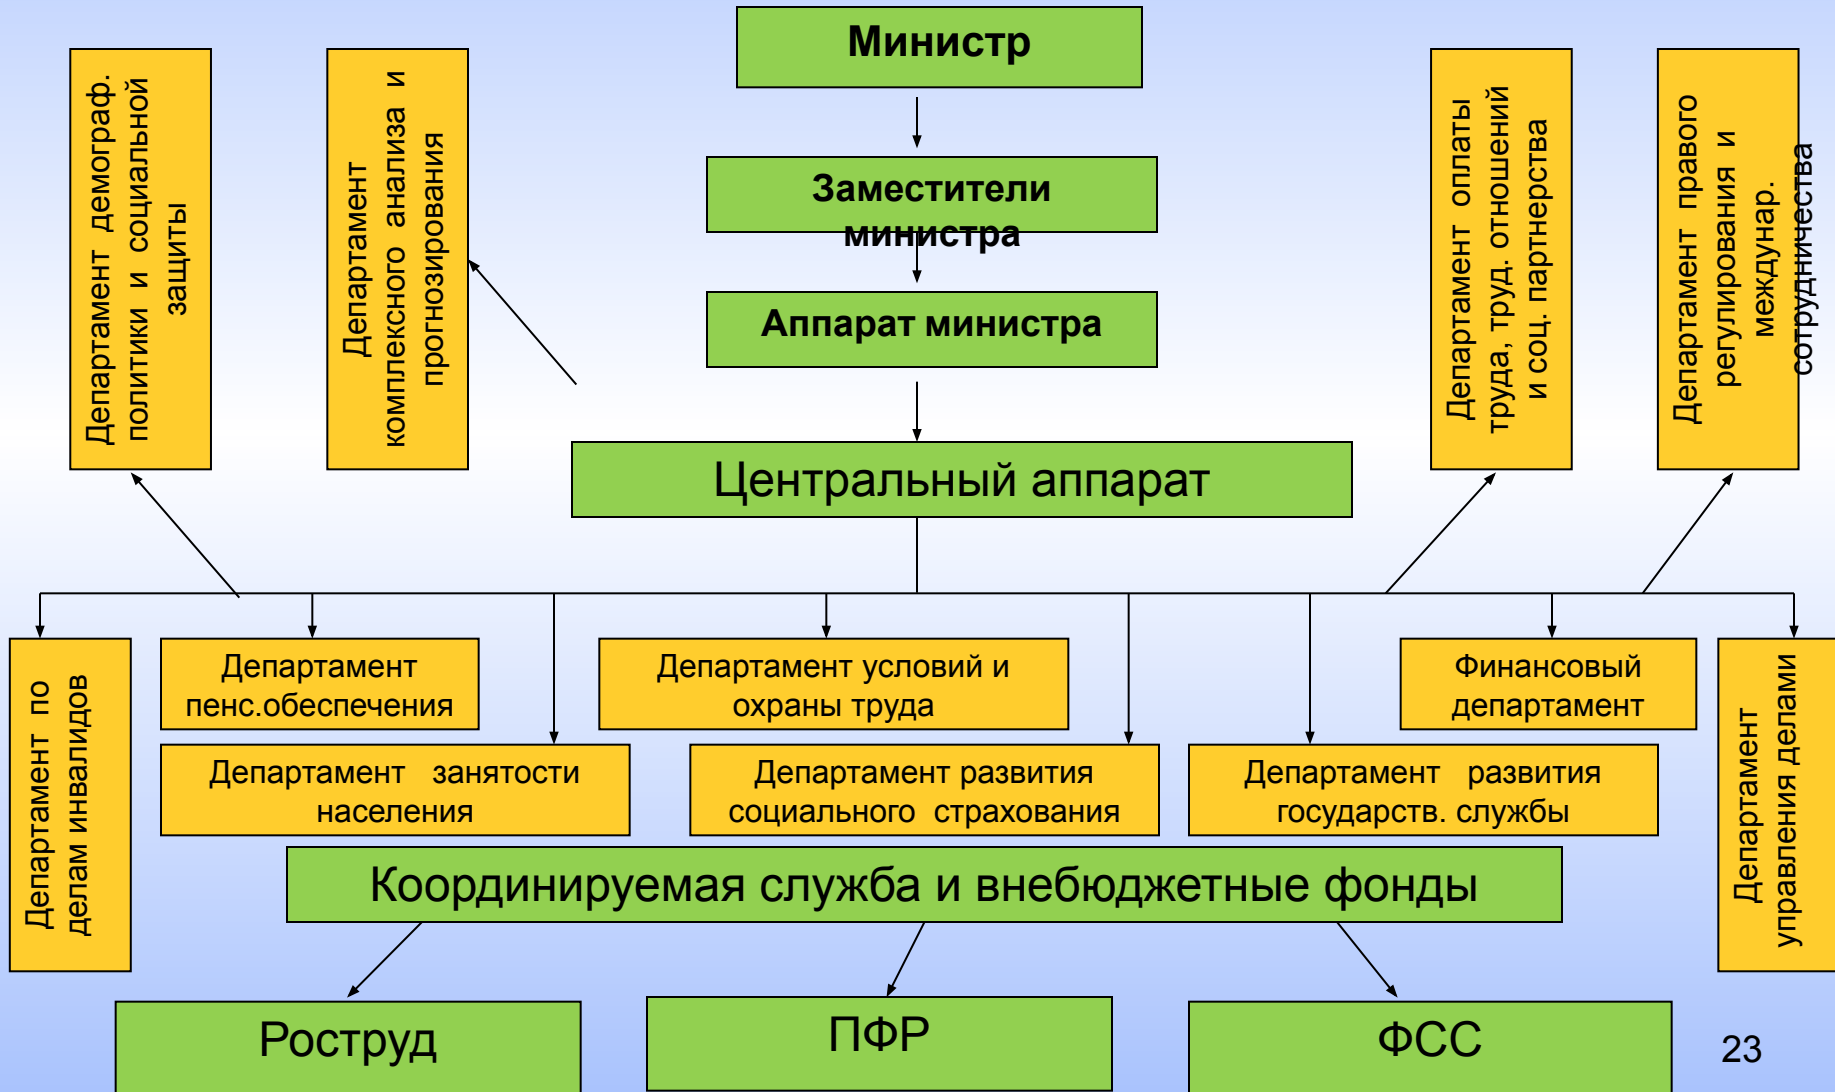 Министр
Департамент демограф.
политики и социальной
защиты
Департамент
комплексного анализа и
прогнозирования
Заместители
министра
Аппарат министра
Департамент оплаты
труда, труд. отношений
и соц. партнерства
Департамент правого
регулирования и
междунар.
сотрудничества
Центральный аппарат
Департамент по
делам инвалидов
Департамент
пенс.обеспечения
Департамент условий и
охраны труда
Финансовый
департамент
Департамент
управления делами
Департамент занятости
населения
Департамент развития
социального страхования
Департамент развития
государств. службы
Координируемая служба и внебюджетные фонды
Роструд
ПФР
ФСС
23